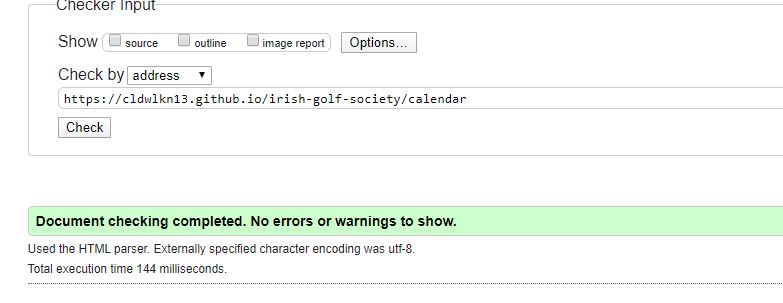 Checker Input
Show source outline image report Options...
Check by address
https://cldwlkn13.github.io/irish-golf-society/calendar
Check
Document checking completed. No errors or warnings to show.
Used the HTML parser. Externally specified character encoding was utf-8.
Total execution time 144 milliseconds.